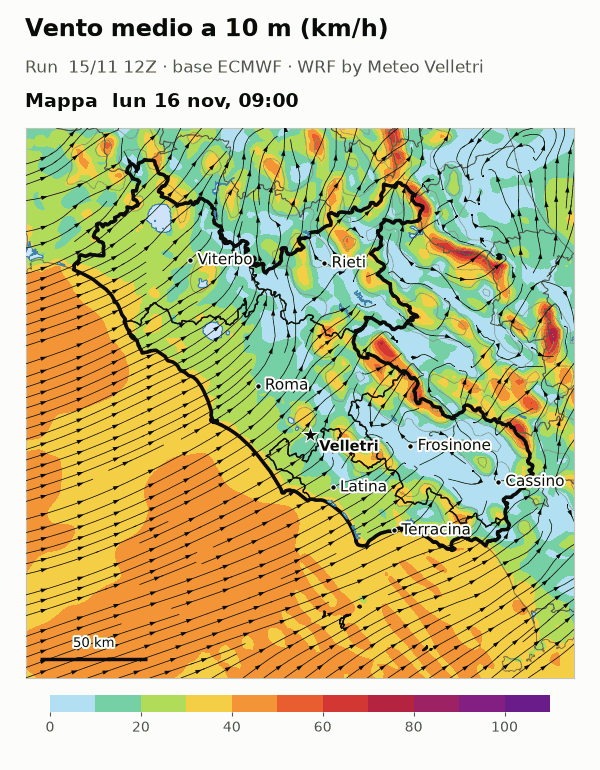 Vento medio a 10 m (km/h)
Run  15/11 12Z · base ECMWF · WRF by Meteo Velletri
Mappa  lun 16 nov, 09:00
Viterbo
Rieti
Roma
Velletri
Frosinone
Cassino
Latina
Terracina
50 km
0 20 40 60 80 100